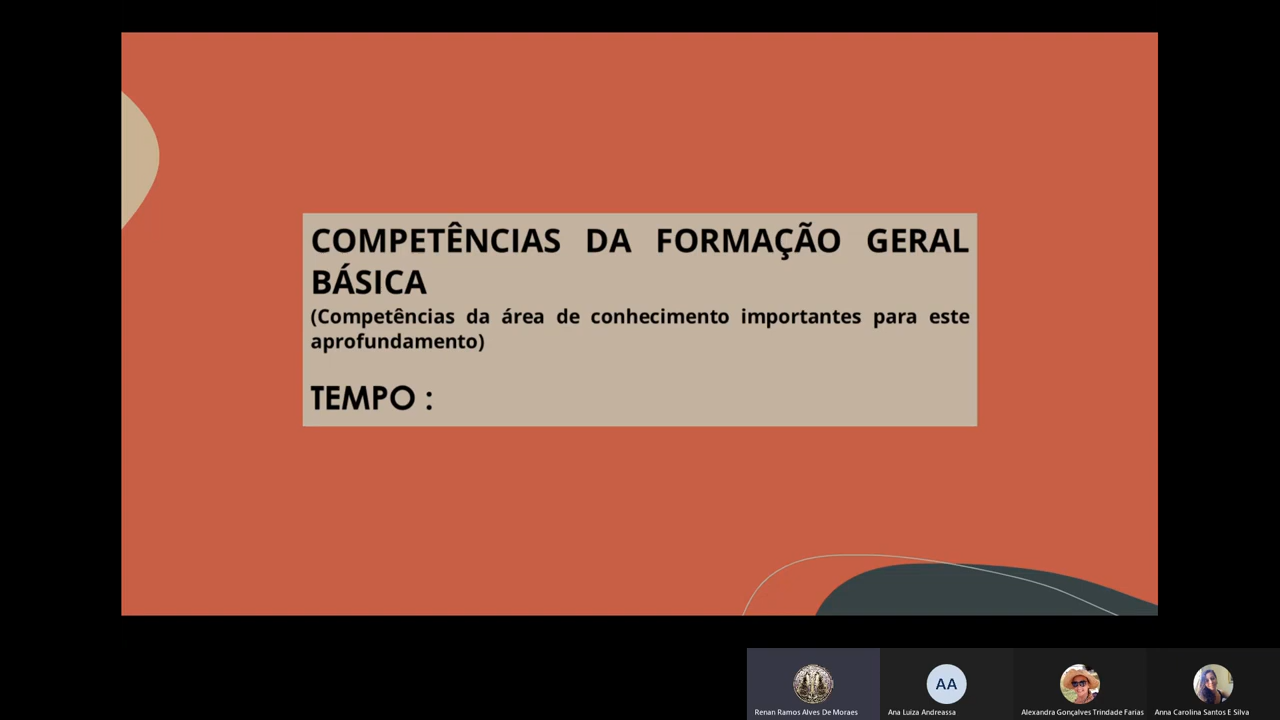 COMPETÊNCIAS DA FORMAÇÃO GERAL
BÁSICA
(Competências da área de conhecimento importantes para este
aprofundamento)
TEMPO :
AA
Renan Ramos Alves De Moraes
Ana Luiza Andreassa
Alexandra Gonçalves Trindade Farias
Anna Carolina Santos E Silva